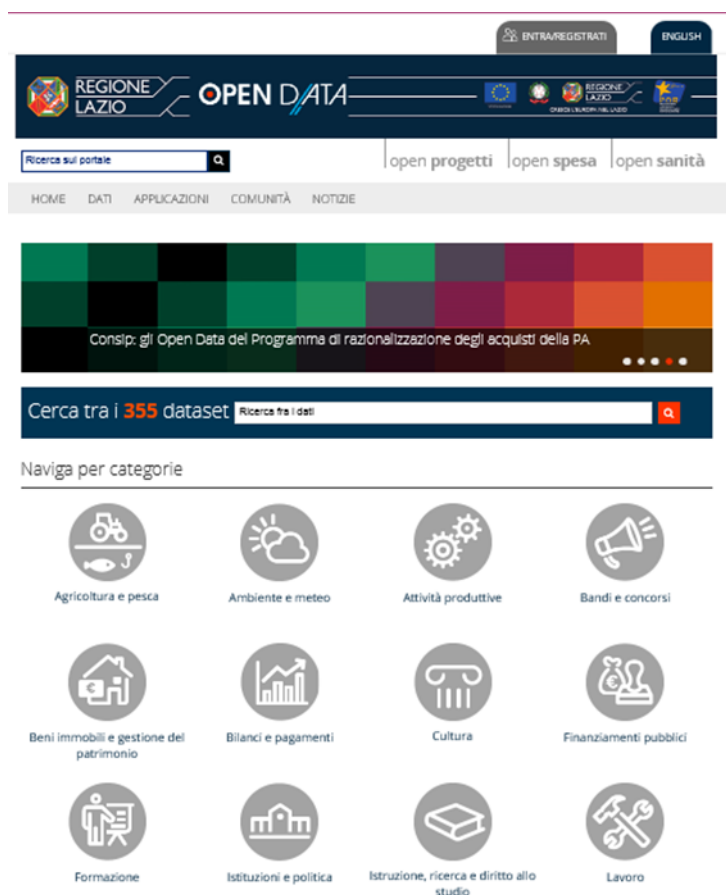 ENTRA/REGISTRATI
ENGLISH
REGIONE
LAZIO
OPEN DATA
REGIONE
LAZIO
Ricerca sul portale
open progetti
open spesa
open sanità
HOME DATI APPLICAZIONI COMUNITÀ NOTIZIE
Consip: gli Open Data del Programma di razionalizzazione degli acquisti della PA
Cerca tra i 355 dataset
Ricerca fra i dati
Naviga per categorie
Agricoltura e pesca
Ambiente e meteo
Attività produttive
Bandi e concorsi
Beni immobili e gestione del
patrimonio
Bilanci e pagamenti
Cultura
Finanziamenti pubblici
Formazione
Istituzioni e politica
Istruzione, ricerca e diritto allo
studio
Lavoro